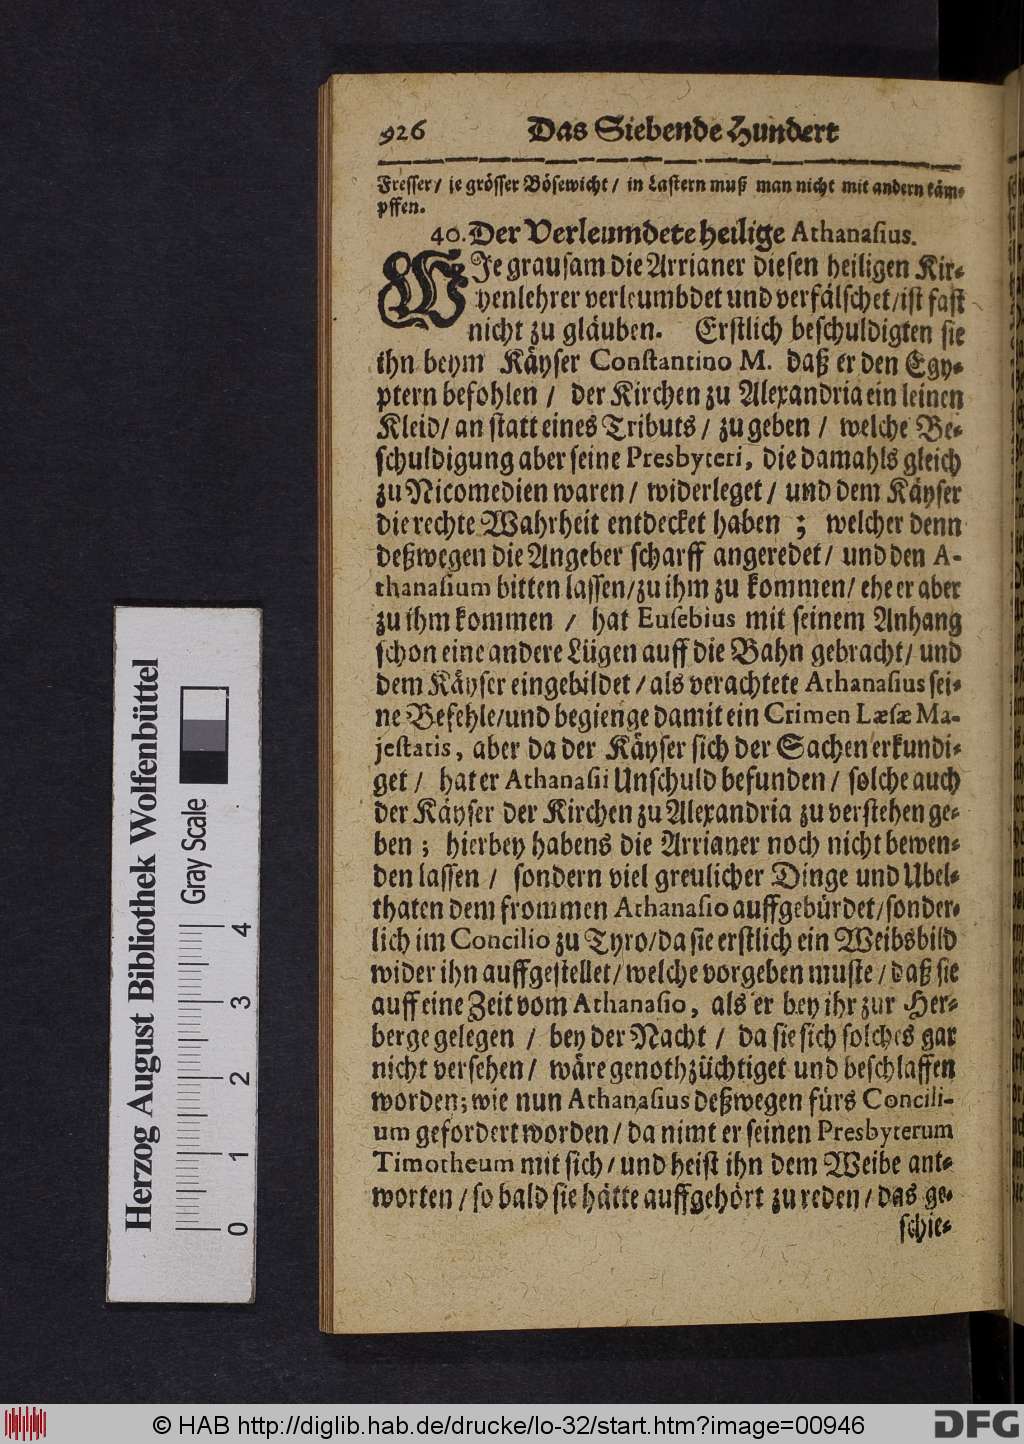 926 Das Siebende Hundert
Fresser / je grösser Bösewicht / in Lastern muß man nicht mit andern käm-
pffen.
40. Der Verleumdete heilige Athanasius.
WIe grausam die Arrianer diesen heiligen Kir-
chenlehrer verleumbdet und verfälschet / ist fast
nicht zu gläuben. Erstlich beschuldigten sie
ihn beym Käyser Constantino M. daß er den Egy-
ptern befohlen / der Kirchen zu Alexandria ein leinen
Kleid / an statt eines Tributs / zu geben / welche Be-
schuldigung aber seine Presbyteri, die damahls gleich
zu Nicomedien waren / widerleget / und dem Käyser
die rechte Wahrheit entdecket haben ; welcher denn
deßwegen die Angeber scharff angeredet / und den A-
thanasium bitten lassen / zu ihm zu kommen / ehe er aber
zu ihm kommen / hat Eusebius mit seinem Anhang
schon eine andere Lügen auff die Bahn gebracht / und
dem Käyser eingebildet / als verachtete Athanasius sei-
ne Befehle / und begienge damit ein Crimen Læsæ Ma-
jestatis, aber da der Käyser sich der Sachen erkundi-
get / hat er Athanasii Unschuld befunden / solche auch
der Käyser der Kirchen zu Alexandria zu verstehen ge-
ben ; hierbey habens die Arrianer noch nicht bewen-
den lassen / sondern viel greulicher Dinge und Ubel-
thaten dem frommen Athanasio auffgebürdet / sonder-
lich im Concilio zu Tyro / da sie erstlich ein Weibsbild
wider ihn auffgestellet / welche vorgeben muste / daß sie
auff eine Zeit vom Athanasio, als er bey ihr zur Her-
berge gelegen / bey der Nacht / da sie sich solches gar
nicht versehen / wäre genothzüchtiget und beschlaffen
worden; wie nun Athanasius deßwegen fürs Concili-
um gefordert worden / da nimt er seinen Presbyterum
Timotheum mit sich / und heist ihn dem Weibe ant-
worten / so bald sie hätte auffgehört zu reden / das ge-
schie-
Herzog August Bibliothek Wolfenbüttel
Gray Scale
0 1 2 3 4
© HAB http://diglib.hab.de/drucke/lo-32/start.htm?image=00946
DFG